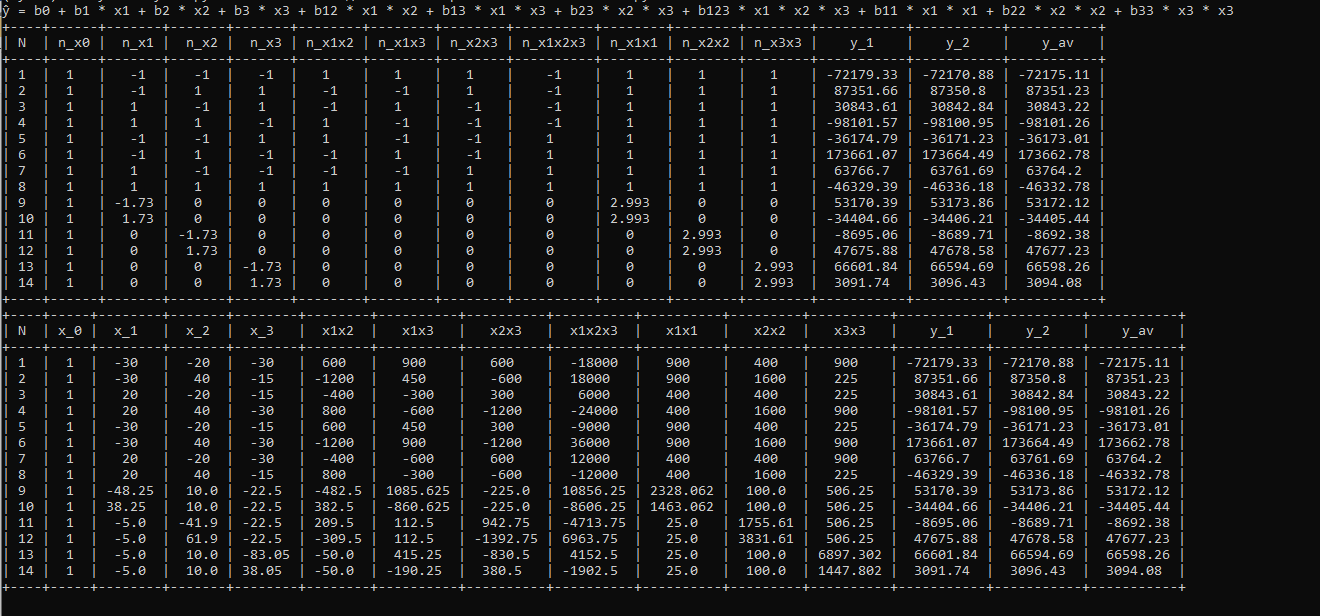 ŷ = b0 + b1 * x1 + b2 * x2 + b3 * x3 + b12 * x1 * x2 + b13 * x1 * x3 + b23 * x2 * x3 + b123 * x1 * x2 * x3 + b11 * x1 * x1 + b22 * x2 * x2 + b33 * x3 * x3
| N | n_x0 | n_x1 | n_x2 | n_x3 | n_x1x2 | n_x1x3 | n_x2x3 | n_x1x2x3 | n_x1x1 | n_x2x2 | n_x3x3 | y_1 | y_2 | y_av |
| 1 | 1 | -1 | -1 | -1 | 1 | 1 | 1 | -1 | 1 | 1 | 1 | -72179.33 | -72170.88 | -72175.11 |
| 2 | 1 | -1 | 1 | 1 | -1 | -1 | 1 | -1 | 1 | 1 | 1 | 87351.66 | 87350.8 | 87351.23 |
| 3 | 1 | 1 | -1 | 1 | -1 | 1 | -1 | -1 | 1 | 1 | 1 | 30843.61 | 30842.84 | 30843.22 |
| 4 | 1 | 1 | 1 | -1 | 1 | -1 | -1 | -1 | 1 | 1 | 1 | -98101.57 | -98100.95 | -98101.26 |
| 5 | 1 | -1 | -1 | 1 | 1 | -1 | -1 | 1 | 1 | 1 | 1 | -36174.79 | -36171.23 | -36173.01 |
| 6 | 1 | -1 | 1 | -1 | -1 | 1 | -1 | 1 | 1 | 1 | 1 | 173661.07 | 173664.49 | 173662.78 |
| 7 | 1 | 1 | -1 | -1 | -1 | -1 | 1 | 1 | 1 | 1 | 1 | 63766.7 | 63761.69 | 63764.2 |
| 8 | 1 | 1 | 1 | 1 | 1 | 1 | 1 | 1 | 1 | 1 | 1 | -46329.39 | -46336.18 | -46332.78 |
| 9 | 1 | -1.73 | 0 | 0 | 0 | 0 | 0 | 0 | 2.993 | 0 | 0 | 53170.39 | 53173.86 | 53172.12 |
| 10 | 1 | 1.73 | 0 | 0 | 0 | 0 | 0 | 0 | 2.993 | 0 | 0 | -34404.66 | -34406.21 | -34405.44 |
| 11 | 1 | 0 | -1.73 | 0 | 0 | 0 | 0 | 0 | 0 | 2.993 | 0 | -8695.06 | -8689.71 | -8692.38 |
| 12 | 1 | 0 | 1.73 | 0 | 0 | 0 | 0 | 0 | 0 | 2.993 | 0 | 47675.88 | 47678.58 | 47677.23 |
| 13 | 1 | 0 | 0 | -1.73 | 0 | 0 | 0 | 0 | 0 | 0 | 2.993 | 66601.84 | 66594.69 | 66598.26 |
| 14 | 1 | 0 | 0 | 1.73 | 0 | 0 | 0 | 0 | 0 | 0 | 2.993 | 3091.74 | 3096.43 | 3094.08 |
| N | x_0 | x_1 | x_2 | x_3 | x1x2 | x1x3 | x2x3 | x1x2x3 | x1x1 | x2x2 | x3x3 | y_1 | y_2 | y_av |
| 1 | 1 | -30 | -20 | -30 | 600 | 900 | 600 | -18000 | 900 | 400 | 900 | -72179.33 | -72170.88 | -72175.11 |
| 2 | 1 | -30 | 40 | -15 | -1200 | 450 | -600 | 18000 | 900 | 1600 | 225 | 87351.66 | 87350.8 | 87351.23 |
| 3 | 1 | 20 | -20 | -15 | -400 | -300 | 300 | 6000 | 400 | 400 | 225 | 30843.61 | 30842.84 | 30843.22 |
| 4 | 1 | 20 | 40 | -30 | 800 | -600 | -1200 | -24000 | 400 | 1600 | 900 | -98101.57 | -98100.95 | -98101.26 |
| 5 | 1 | -30 | -20 | -15 | 600 | 450 | 300 | -9000 | 900 | 400 | 225 | -36174.79 | -36171.23 | -36173.01 |
| 6 | 1 | -30 | 40 | -30 | -1200 | 900 | -1200 | 36000 | 900 | 1600 | 900 | 173661.07 | 173664.49 | 173662.78 |
| 7 | 1 | 20 | -20 | -30 | -400 | -600 | 600 | 12000 | 400 | 400 | 900 | 63766.7 | 63761.69 | 63764.2 |
| 8 | 1 | 20 | 40 | -15 | 800 | -300 | -600 | -12000 | 400 | 1600 | 225 | -46329.39 | -46336.18 | -46332.78 |
| 9 | 1 | -48.25 | 10.0 | -22.5 | -482.5 | 1085.625 | -225.0 | 10856.25 | 2328.062 | 100.0 | 506.25 | 53170.39 | 53173.86 | 53172.12 |
| 10 | 1 | 38.25 | 10.0 | -22.5 | 382.5 | -860.625 | -225.0 | -8606.25 | 1463.062 | 100.0 | 506.25 | -34404.66 | -34406.21 | -34405.44 |
| 11 | 1 | -5.0 | -41.9 | -22.5 | 209.5 | 112.5 | 942.75 | -4713.75 | 25.0 | 1755.61 | 506.25 | -8695.06 | -8689.71 | -8692.38 |
| 12 | 1 | -5.0 | 61.9 | -22.5 | -309.5 | 112.5 | -1392.75 | 6963.75 | 25.0 | 3831.61 | 506.25 | 47675.88 | 47678.58 | 47677.23 |
| 13 | 1 | -5.0 | 10.0 | -83.05 | -50.0 | 415.25 | -830.5 | 4152.5 | 25.0 | 100.0 | 6897.302 | 66601.84 | 66594.69 | 66598.26 |
| 14 | 1 | -5.0 | 10.0 | 38.05 | -50.0 | -190.25 | 380.5 | -1902.5 | 25.0 | 100.0 | 1447.802 | 3091.74 | 3096.43 | 3094.08 |